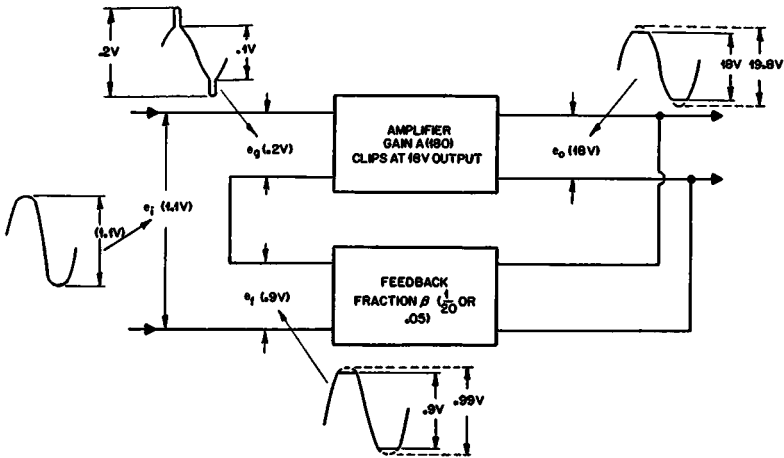 .2V
.1V
18V
19.8V
AMPLIFIER
GAIN A(180)
CLIPS AT 18V OUTPUT
eg (.2V)
eo (18V)
ei (1.1V)
(1.1V)
FEEDBACK
FRACTION β (1/20 OR
.05)
ef (.9V)
.9V
.99V